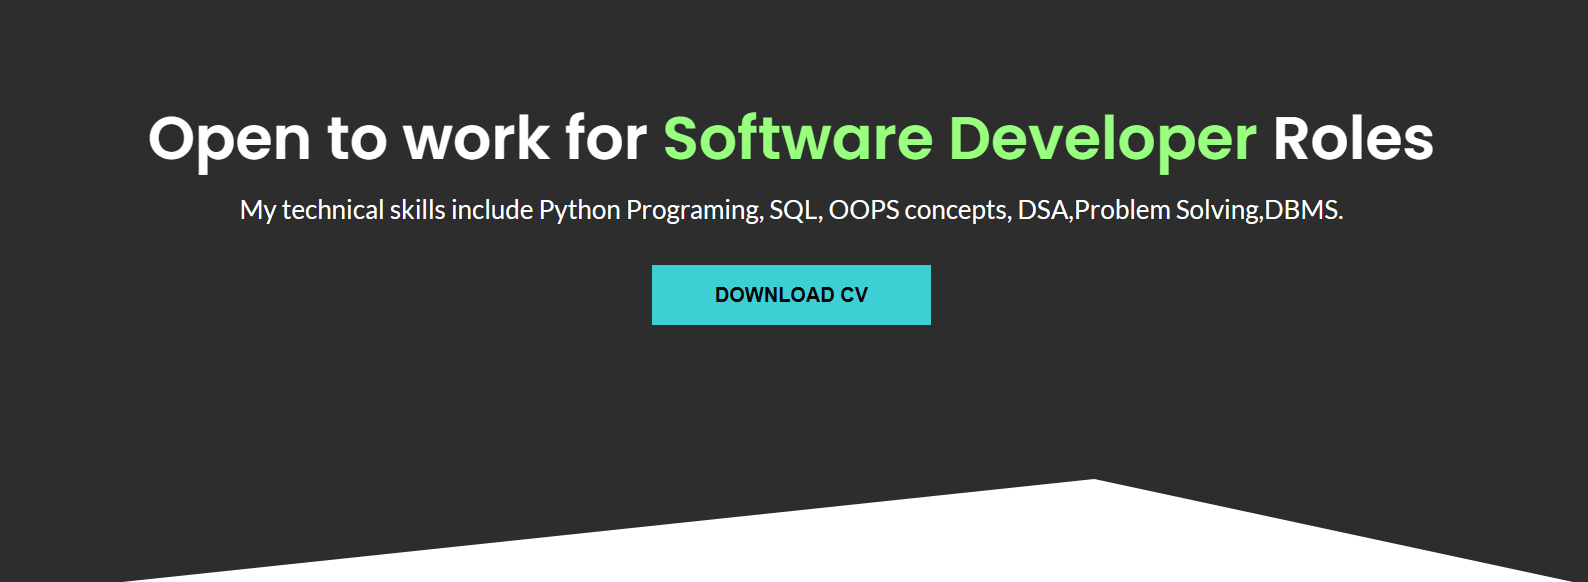 Open to work for Software Developer Roles
My technical skills include Python Programing, SQL, OOPS concepts, DSA,Problem Solving,DBMS.
DOWNLOAD CV